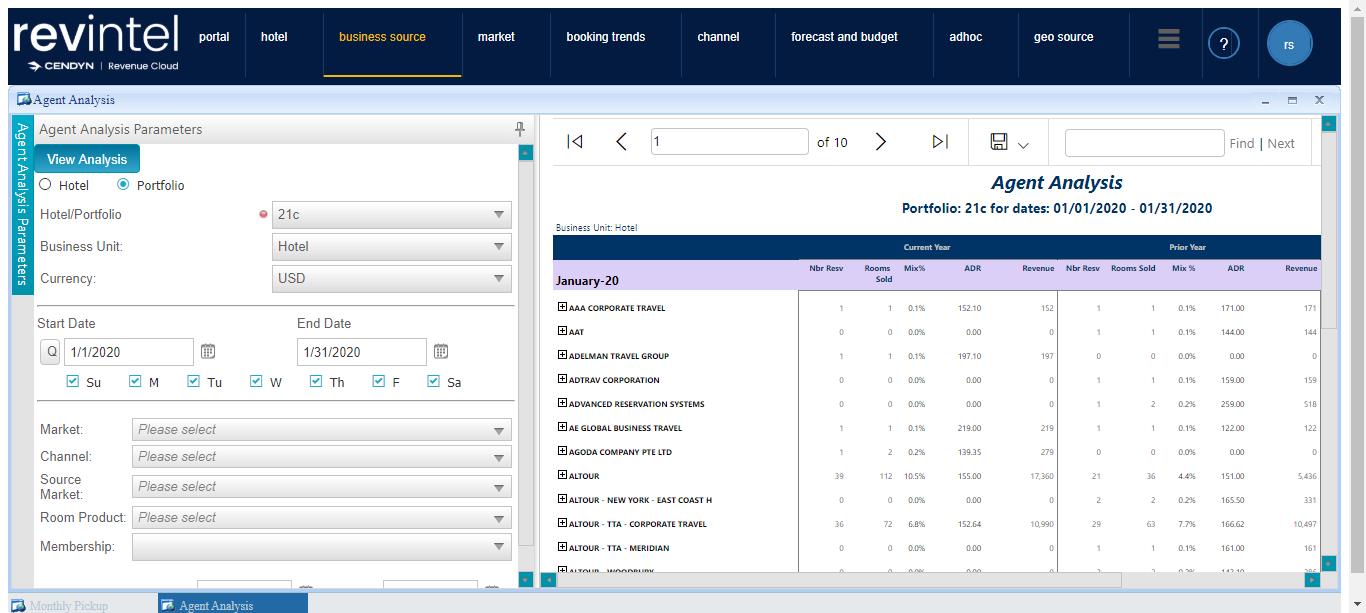 revintel
CENDYN | Revenue Cloud
portal hotel business source market booking trends channel forecast and budget adhoc geo source ? rs
Agent Analysis
Agent Analysis Parameters
Agent Analysis Parameters
View Analysis
Hotel Portfolio
Hotel/Portfolio 21c
Business Unit: Hotel
Currency: USD
Start Date End Date
Q 1/1/2020 1/31/2020
Su M Tu W Th F Sa
Market: Please select
Channel: Please select
Source Market: Please select
Room Product: Please select
Membership:
1 of 10 Find | Next
Agent Analysis
Portfolio: 21c for dates: 01/01/2020 - 01/31/2020
Business Unit: Hotel
Current Year Prior Year
January-20 Nbr Resv Rooms Sold Mix% ADR Revenue Nbr Resv Rooms Sold Mix % ADR Revenue
AAA CORPORATE TRAVEL 1 1 0.1% 152.10 152 1 1 0.1% 171.00 171
AAT 0 0 0.0% 0.00 0 1 1 0.1% 144.00 144
ADELMAN TRAVEL GROUP 1 1 0.1% 197.10 197 0 0 0.0% 0.00 0
ADTRAV CORPORATION 0 0 0.0% 0.00 0 1 1 0.1% 159.00 159
ADVANCED RESERVATION SYSTEMS 0 0 0.0% 0.00 0 1 2 0.2% 259.00 518
AE GLOBAL BUSINESS TRAVEL 1 1 0.1% 219.00 219 1 1 0.1% 122.00 122
AGODA COMPANY PTE LTD 1 2 0.2% 139.35 279 0 0 0.0% 0.00 0
ALTOUR 39 112 10.5% 155.00 17,360 21 36 4.4% 151.00 5,436
ALTOUR - NEW YORK - EAST COAST H 0 0 0.0% 0.00 0 2 2 0.2% 165.50 331
ALTOUR - TTA - CORPORATE TRAVEL 36 72 6.8% 152.64 10,990 29 63 7.7% 166.62 10,497
ALTOUR - TTA - MERIDIAN 0 0 0.0% 0.00 0 1 1 0.1% 161.00 161
ALTOUR - WOODBURY
Monthly Pickup Agent Analysis